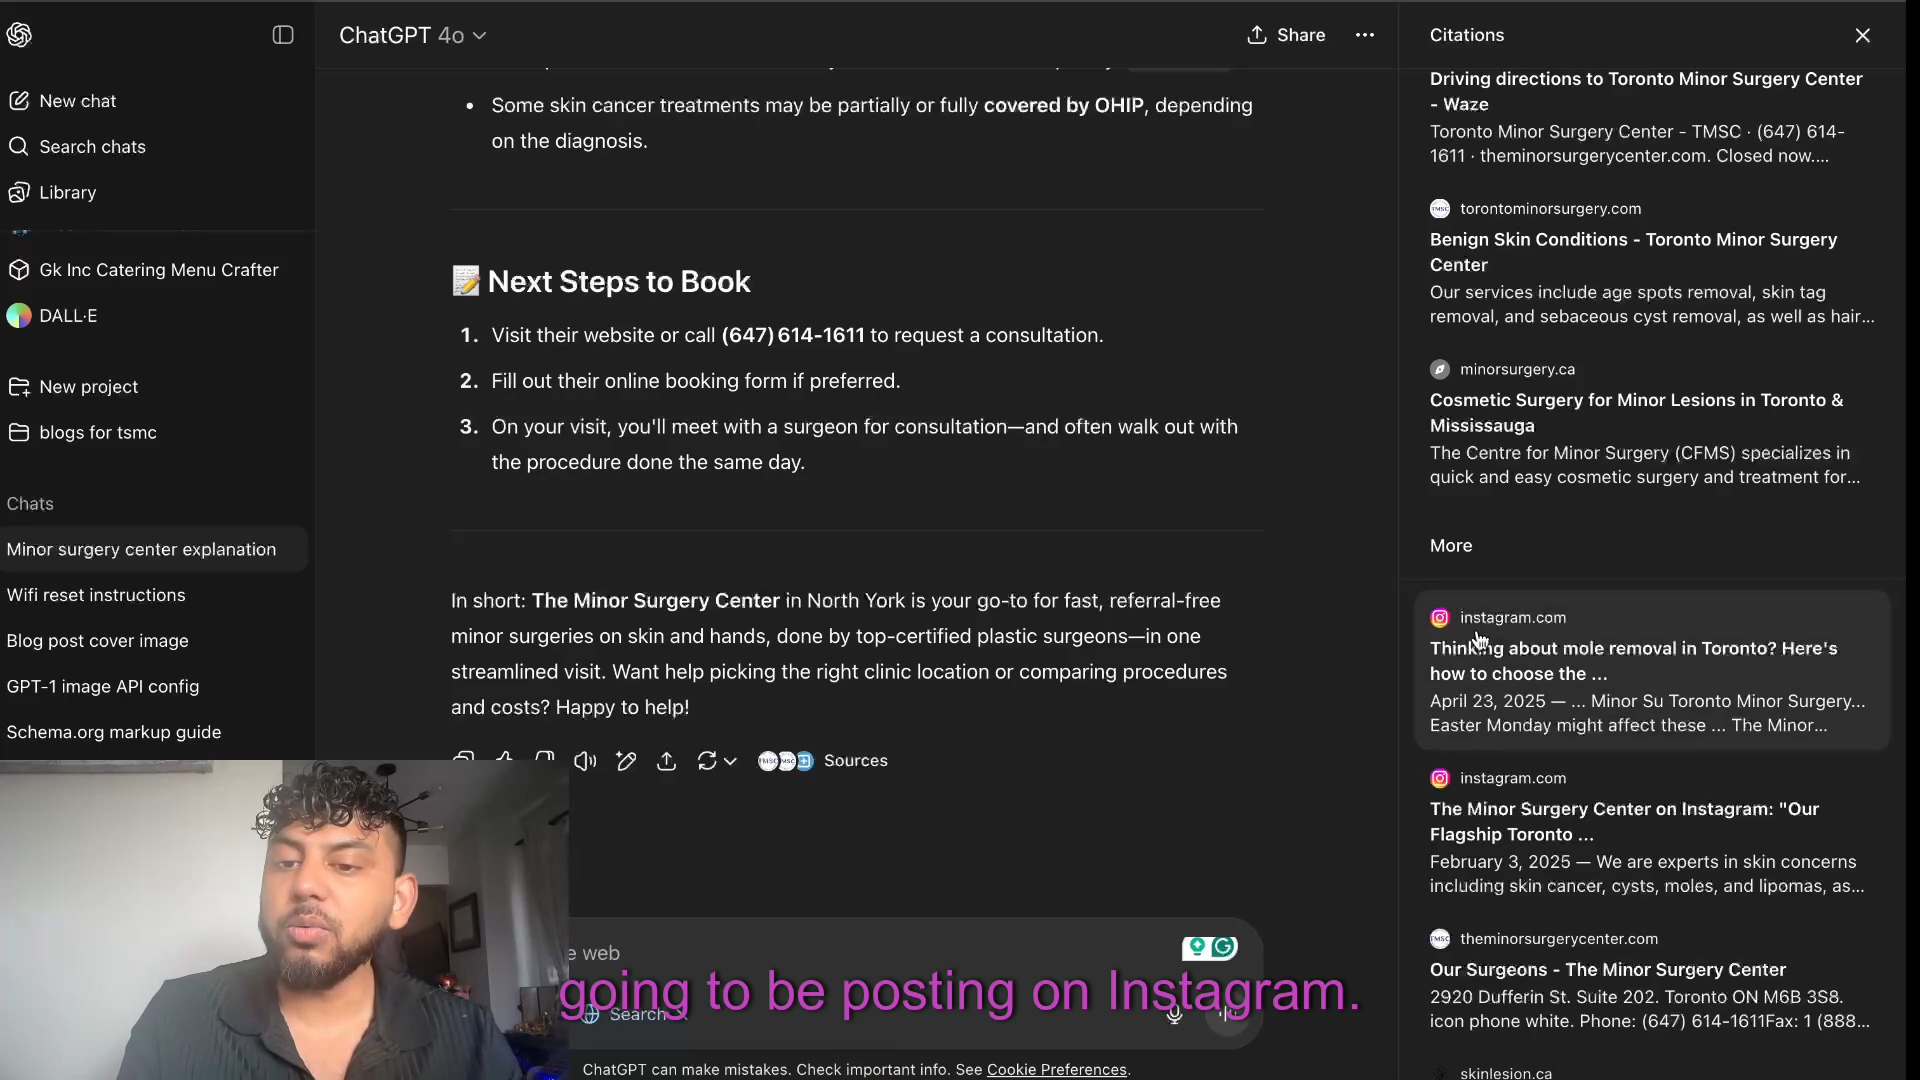 ChatGPT 4o
Share
Citations
New chat
Search chats
Library
Gk Inc Catering Menu Crafter
DALL·E
New project
blogs for tsmc
Chats
Minor surgery center explanation
Wifi reset instructions
Blog post cover image
GPT-1 image API config
Schema.org markup guide
Some skin cancer treatments may be partially or fully covered by OHIP, depending
on the diagnosis.
📝 Next Steps to Book
1. Visit their website or call (647) 614-1611 to request a consultation.
2. Fill out their online booking form if preferred.
3. On your visit, you'll meet with a surgeon for consultation—and often walk out with
the procedure done the same day.
In short: The Minor Surgery Center in North York is your go-to for fast, referral-free
minor surgeries on skin and hands, done by top-certified plastic surgeons—in one
streamlined visit. Want help picking the right clinic location or comparing procedures
and costs? Happy to help!
Sources
web
going to be posting on Instagram.
Search
ChatGPT can make mistakes. Check important info. See Cookie Preferences.
Driving directions to Toronto Minor Surgery Center
- Waze
Toronto Minor Surgery Center - TMSC · (647) 614-
1611 · theminorsurgerycenter.com. Closed now....
torontominorsurgery.com
Benign Skin Conditions - Toronto Minor Surgery
Center
Our services include age spots removal, skin tag
removal, and sebaceous cyst removal, as well as hair...
minorsurgery.ca
Cosmetic Surgery for Minor Lesions in Toronto &
Mississauga
The Centre for Minor Surgery (CFMS) specializes in
quick and easy cosmetic surgery and treatment for...
More
instagram.com
Thinking about mole removal in Toronto? Here's
how to choose the ...
April 23, 2025 — ... Minor Su Toronto Minor Surgery...
Easter Monday might affect these ... The Minor...
instagram.com
The Minor Surgery Center on Instagram: "Our
Flagship Toronto ...
February 3, 2025 — We are experts in skin concerns
including skin cancer, cysts, moles, and lipomas, as...
theminorsurgerycenter.com
Our Surgeons - The Minor Surgery Center
2920 Dufferin St. Suite 202. Toronto ON M6B 3S8.
icon phone white. Phone: (647) 614-1611Fax: 1 (888...
skinlesion.ca